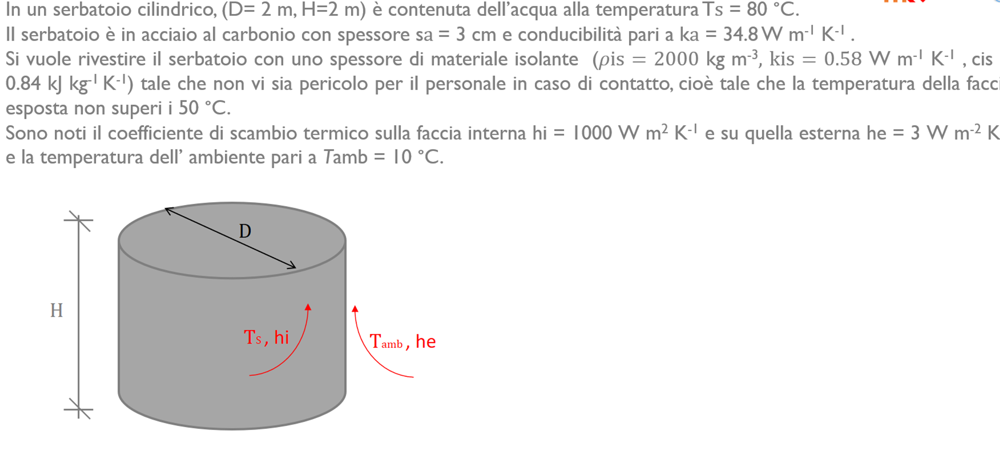 In un serbatoio cilindrico, (D= 2 m, H=2 m) è contenuta dell’acqua alla temperatura Ts = 80 °C.
Il serbatoio è in acciaio al carbonio con spessore sa = 3 cm e conducibilità pari a ka = 34.8 W m⁻¹ K⁻¹ .
Si vuole rivestire il serbatoio con uno spessore di materiale isolante (ρis = 2000 kg m⁻³, kis = 0.58 W m⁻¹ K⁻¹ , cis
0.84 kJ kg⁻¹ K⁻¹) tale che non vi sia pericolo per il personale in caso di contatto, cioè tale che la temperatura della facci
esposta non superi i 50 °C.
Sono noti il coefficiente di scambio termico sulla faccia interna hi = 1000 W m² K⁻¹ e su quella esterna he = 3 W m⁻² K
e la temperatura dell’ ambiente pari a Tamb = 10 °C.
D
H
Ts , hi
Tamb , he